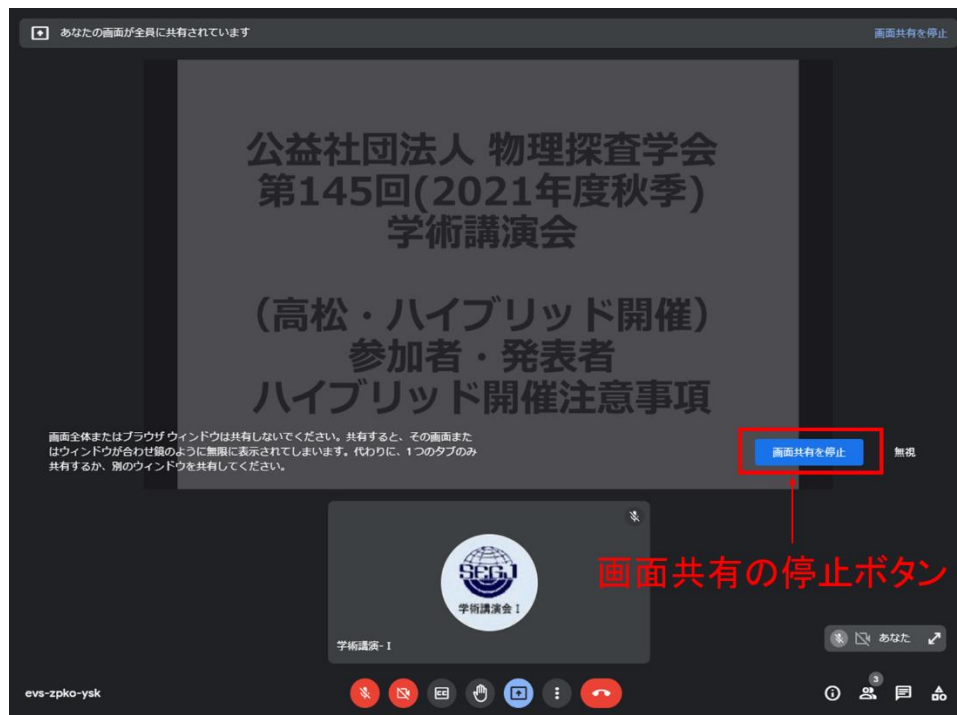 あなたの画面が全員に共有されています
画面共有を停止
公益社団法人 物理探査学会
第145回(2021年度秋季)
学術講演会
（高松・ハイブリッド開催）
参加者・発表者
ハイブリッド開催注意事項
画面全体またはブラウザ ウィンドウは共有しないでください。共有すると、その画面また
はウィンドウが合わせ鏡のように無限に表示されてしまいます。代わりに、1 つのタブのみ
共有するか、別のウィンドウを共有してください。
画面共有を停止
無視
画面共有の停止ボタン
SEGJ
学術講演会 I
学術講演- I
あなた
evs-zpko-ysk
CC
3